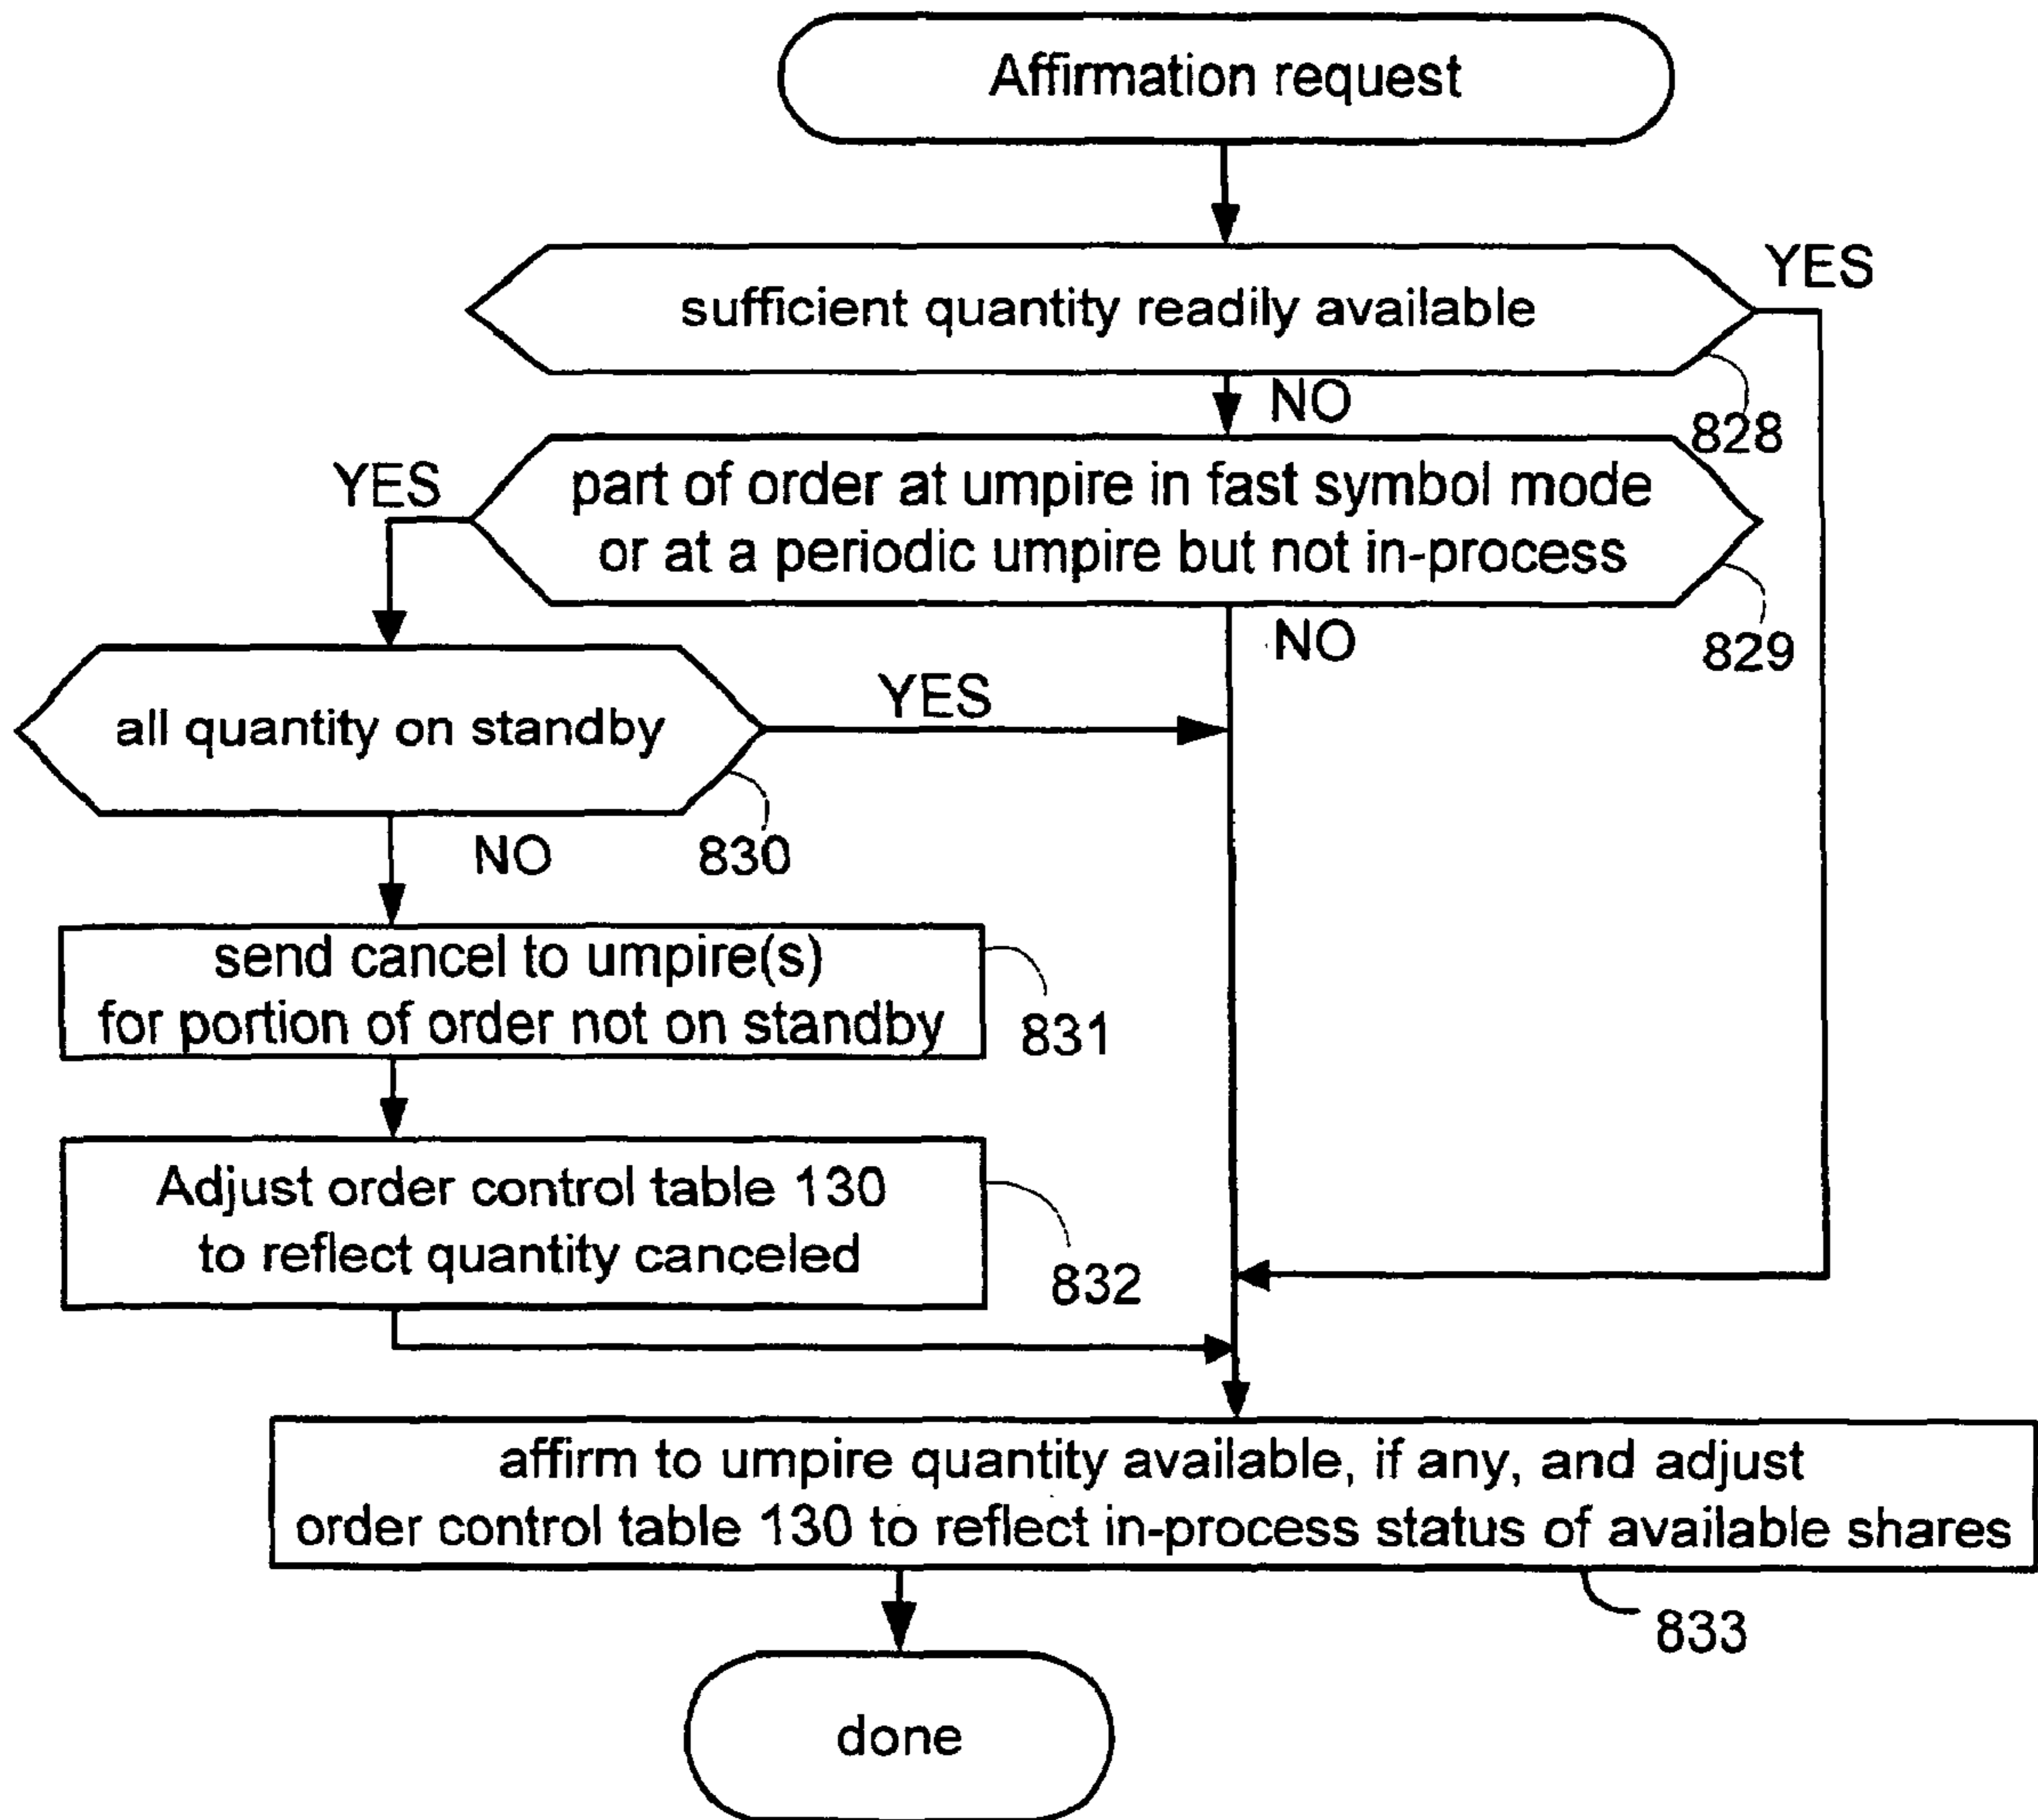 Affirmation request
YES
sufficient quantity readily available
NO
828
YES
part of order at umpire in fast symbol mode
or at a periodic umpire but not in-process
NO
829
YES
all quantity on standby
NO
830
send cancel to umpire(s)
for portion of order not on standby
831
Adjust order control table 130
to reflect quantity canceled
832
affirm to umpire quantity available, if any, and adjust
order control table 130 to reflect in-process status of available shares
833
done